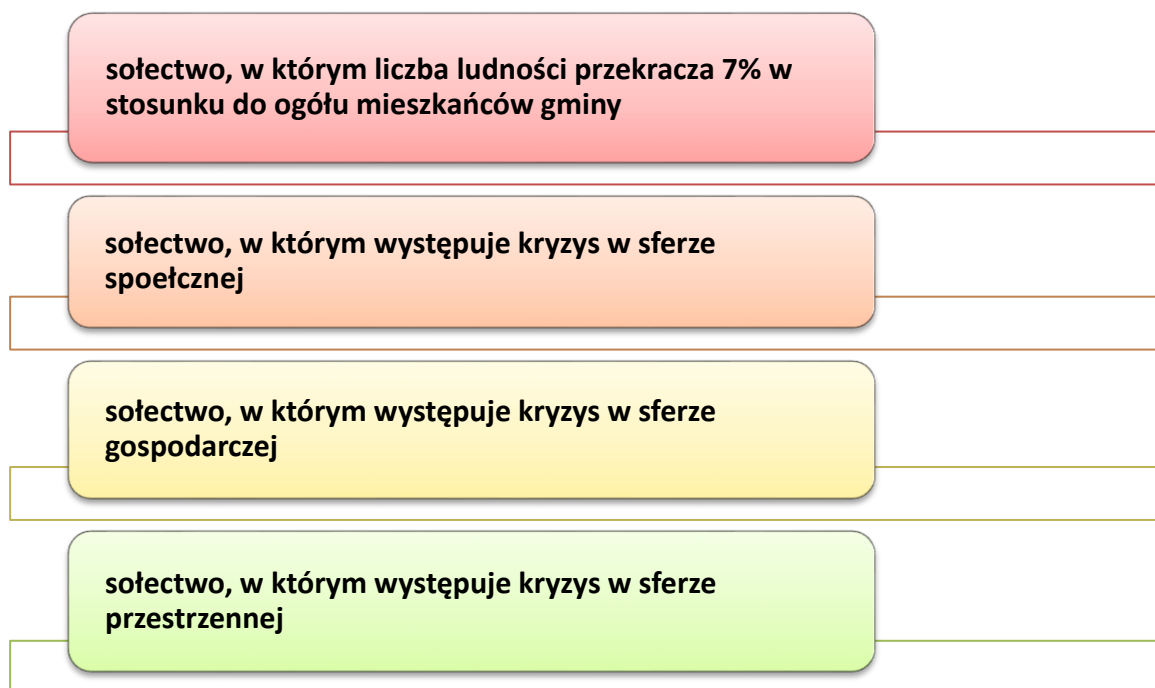 sołectwo, w którym liczba ludności przekracza 7% w
stosunku do ogółu mieszkańców gminy
sołectwo, w którym występuje kryzys w sferze
spoełcznej
sołectwo, w którym występuje kryzys w sferze
gospodarczej
sołectwo, w którym występuje kryzys w sferze
przestrzennej